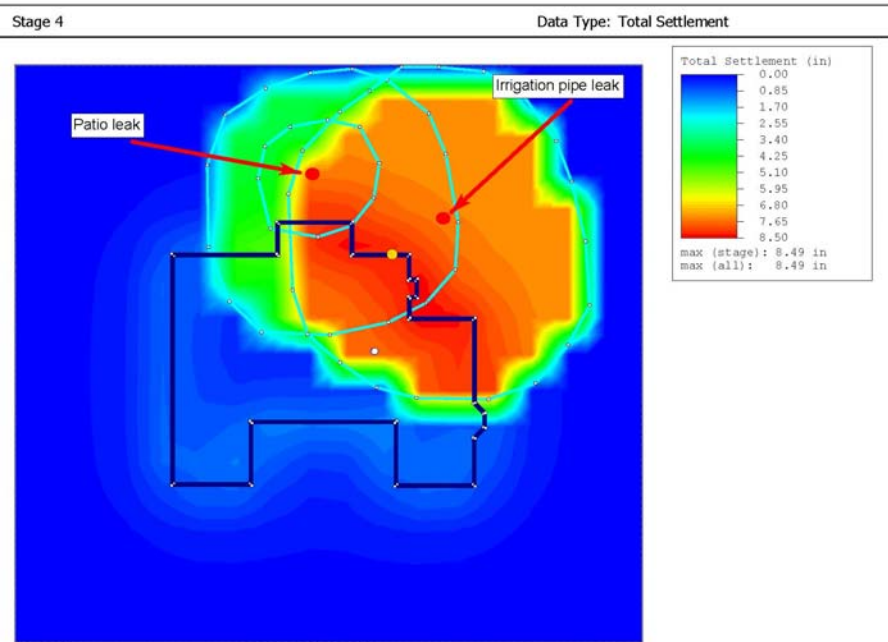 Stage 4
Data Type: Total Settlement
Irrigation pipe leak
Patio leak
Total Settlement (in)
0.00
0.85
1.70
2.55
3.40
4.25
5.10
5.95
6.80
7.65
8.50
max (stage): 8.49 in
max (all): 8.49 in